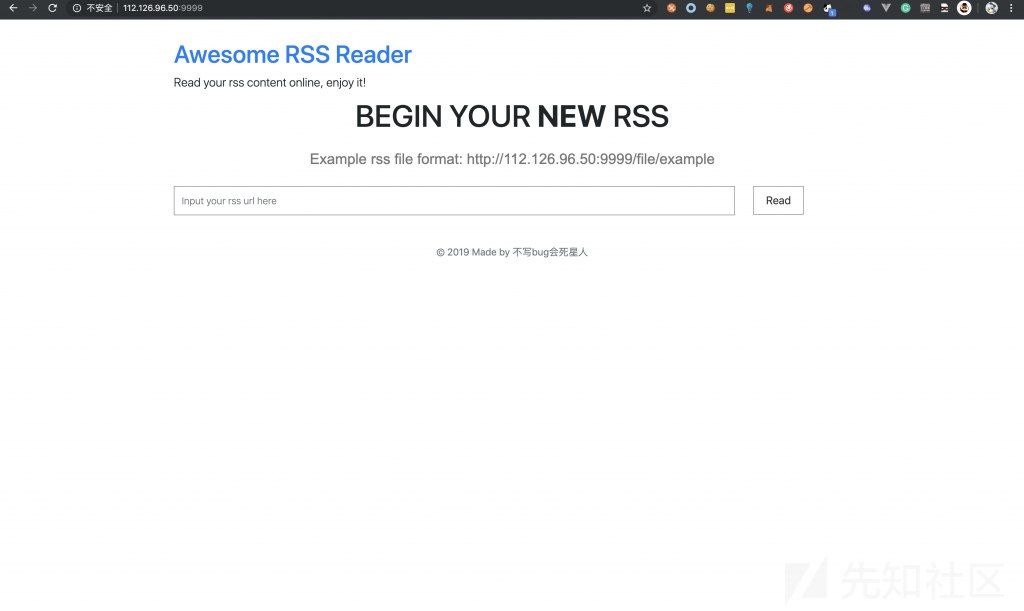 不安全 | 112.126.96.50:9999
Awesome RSS Reader
Read your rss content online, enjoy it!
BEGIN YOUR NEW RSS
Example rss file format: http://112.126.96.50:9999/file/example
Input your rss url here
Read
© 2019 Made by 不写bug会死星人
先知社区